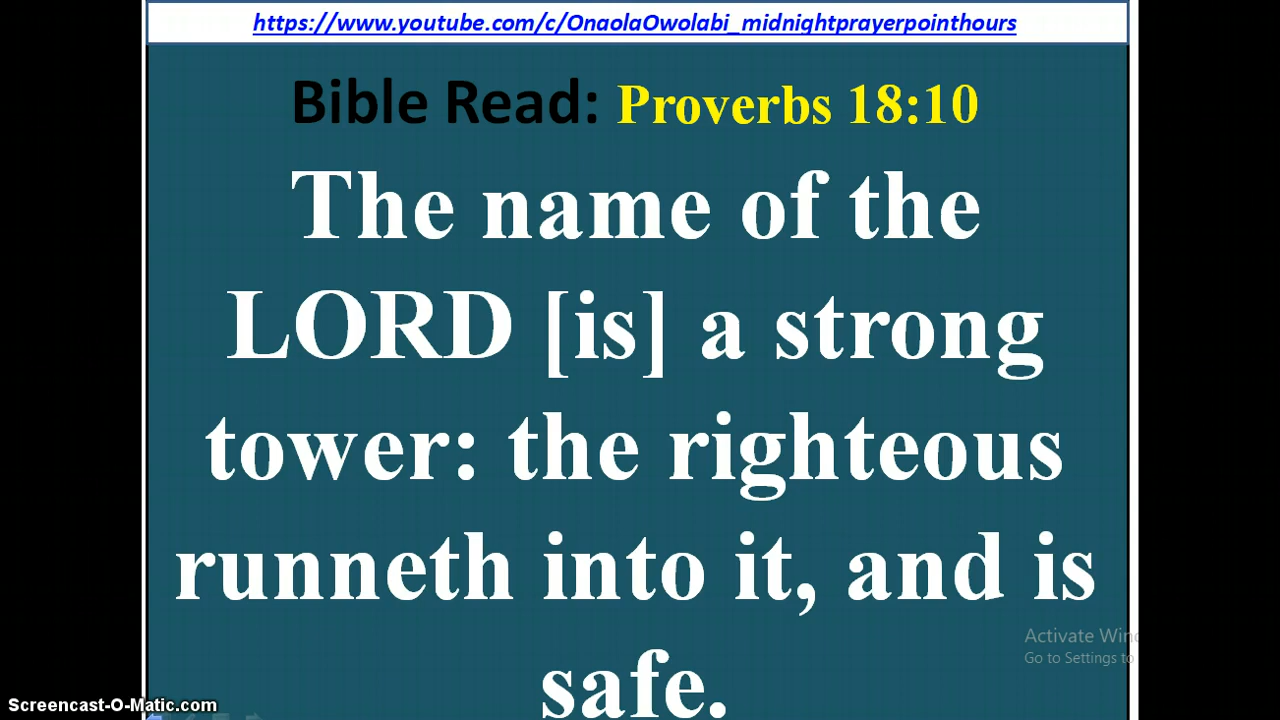 https://www.youtube.com/c/OnaolaOwolabi_midnightprayerpointhours
Bible Read: Proverbs 18:10
The name of the
LORD [is] a strong
tower: the righteous
runneth into it, and is
safe.
Activate Win
Go to Settings to
Screencast-O-Matic.com